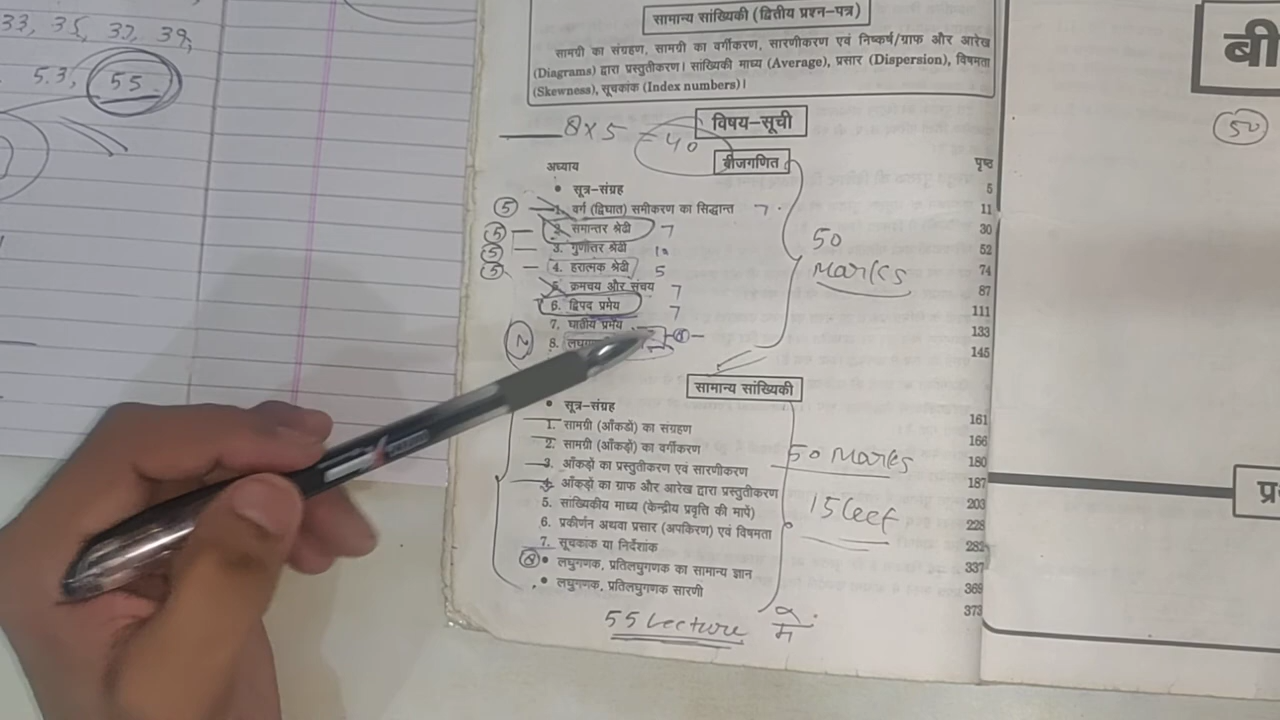 33, 35, 37, 39,
53, 55
सामान्य सांख्यिकी (द्वितीय प्रश्न-पत्र)
सामग्री का संग्रहण, सामग्री का वर्गीकरण, सारणीकरण एवं निष्कर्ष/ग्राफ और आरेख
(Diagrams) द्वारा प्रस्तुतीकरण। सांख्यिकी माध्य (Average), प्रसार (Dispersion), विषमता
(Skewness), सूचकांक (Index numbers)।
विषय-सूची
8 x 5 = 40
बीजगणित
अध्याय पृष्ठ
• सूत्र-संग्रह 5
5 1. वर्ग (द्विघात) समीकरण का सिद्धान्त 7 11
5 2. समान्तर श्रेढी 7 30
5 3. गुणोत्तर श्रेढी 10 52
5 4. हरात्मक श्रेढी 5 74
5. क्रमचय और संचय 7 87
6. द्विपद प्रमेय 7 111
7. घातीय प्रमेय 133
8. 145
50
Marks
सामान्य सांख्यिकी
• सूत्र-संग्रह 161
1. सामग्री (आँकडों) का संग्रहण 166
2. सामग्री (आँकड़ों) का वर्गीकरण 180
3. आँकडों का प्रस्तुतीकरण एवं सारणीकरण 187
4. आँकडों का ग्राफ और आरेख द्वारा प्रस्तुतीकरण 203
5. सांख्यिकीय माध्य (केन्द्रीय प्रवृत्ति की मापें) 228
6. प्रकीर्णन अथवा प्रसार (अपकिरण) एवं विषमता 283
7. सूचकांक या निर्देशांक 337
• लघुगणक, प्रतिलघुगणक का सामान्य ज्ञान 369
• लघुगणक, प्रतिलघुगणक सारणी 373
50 Marks
15 lect
55 Lecture
बी
50
प्र